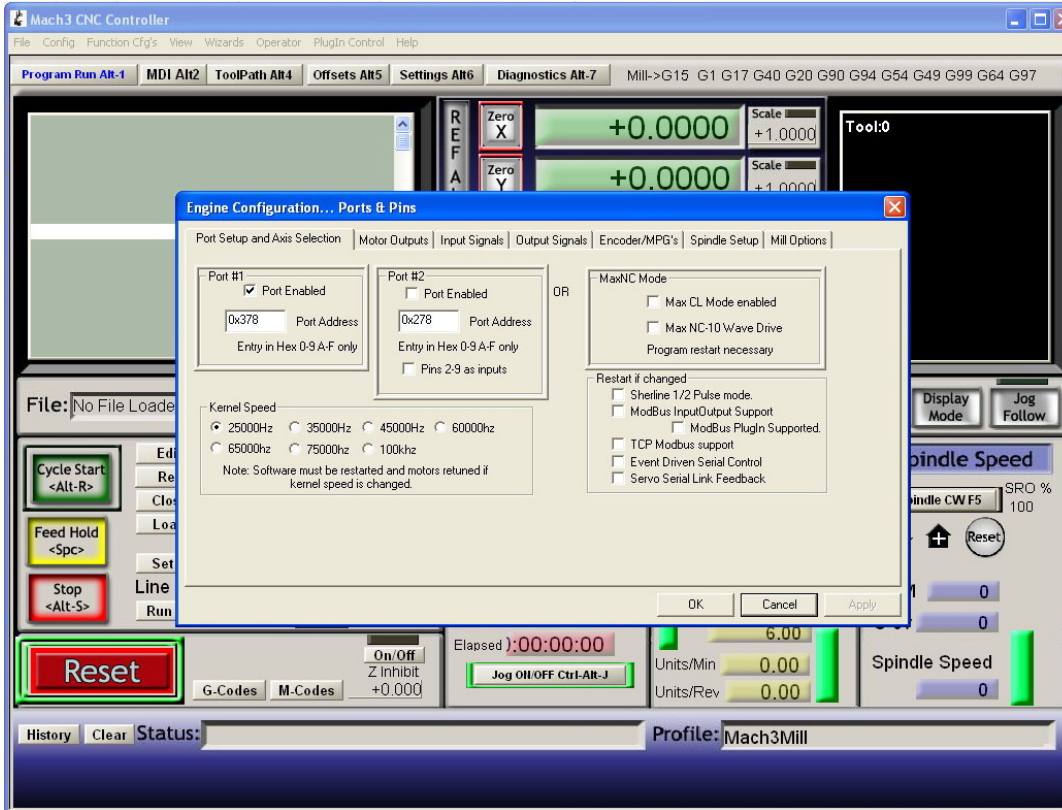 Mach3 CNC Controller
File Config Function Cfg's View Wizards Operator PlugIn Control Help
Program Run Alt-1 MDI Alt2 ToolPath Alt4 Offsets Alt5 Settings Alt6 Diagnostics Alt-7 Mill->G15 G1 G17 G40 G20 G90 G94 G54 G49 G99 G64 G97
REF A
Zero X +0.0000 Scale +1.0000
Tool:0
Zero Y +0.0000 Scale +1.0000
Engine Configuration... Ports & Pins
Port Setup and Axis Selection Motor Outputs Input Signals Output Signals Encoder/MPG's Spindle Setup Mill Options
Port #1
Port Enabled
0x378 Port Address
Entry in Hex 0-9 A-F only
Port #2
Port Enabled
0x278 Port Address
Entry in Hex 0-9 A-F only
Pins 2-9 as inputs
OR
MaxNC Mode
Max CL Mode enabled
Max NC-10 Wave Drive
Program restart necessary
Restart if changed
Sherline 1/2 Pulse mode.
ModBus InputOutput Support
ModBus PlugIn Supported.
TCP Modbus support
Event Driven Serial Control
Servo Serial Link Feedback
Kernel Speed
25000Hz 35000Hz 45000Hz 60000hz
65000hz 75000hz 100khz
Note: Software must be restarted and motors retuned if
kernel speed is changed.
OK Cancel Apply
File: No File Loade
Display Mode
Jog Follow
Cycle Start
<Alt-R>
Feed Hold
<Spc>
Stop
<Alt-S>
Edi
Re
Clos
Loa
Set
Line
Run
pindle Speed
pindle CW F5
SRO %
100
Reset
0
0
Spindle Speed
0
Reset
G-Codes M-Codes
On/Off
Z Inhibit
+0.000
Elapsed ):00:00:00
Jog ON/OFF Ctrl-Alt-J
6.00
Units/Min 0.00
Units/Rev 0.00
History Clear Status: Profile: Mach3Mill